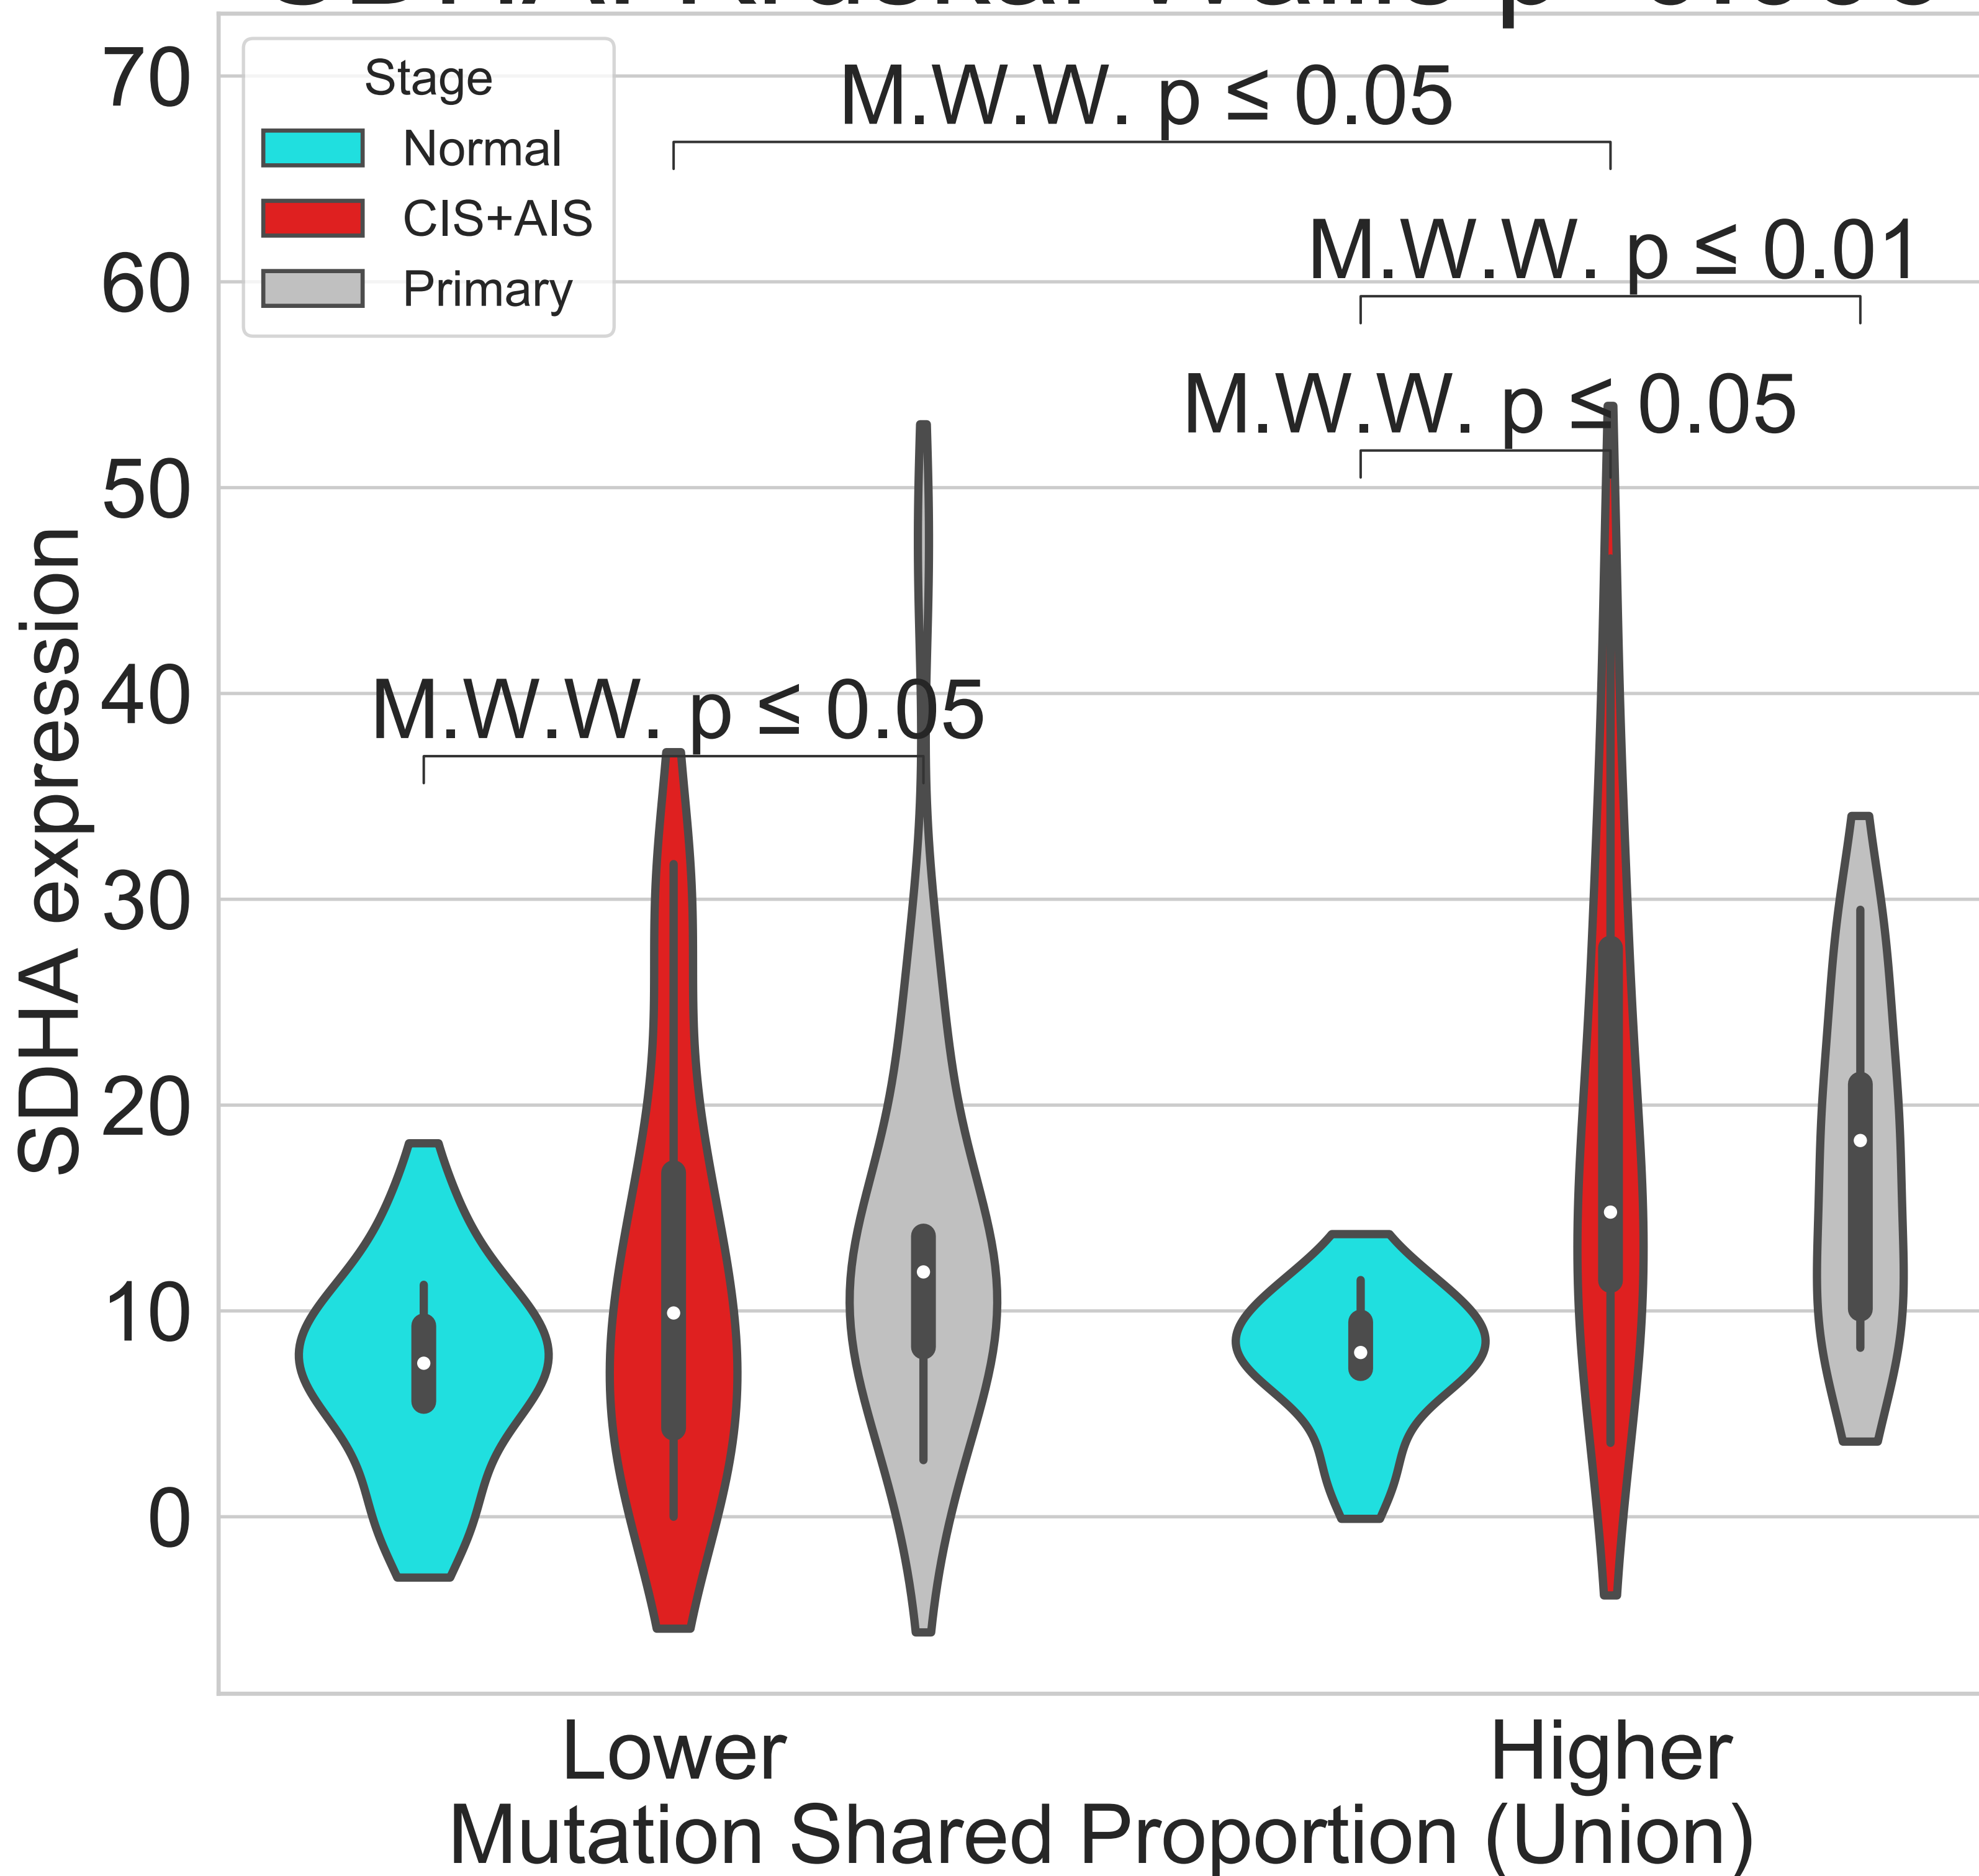 70
60
50
40
30
20
10
0
SDHA expression
Stage
Normal
CIS+AIS
Primary
M.W.W. p ≤ 0.05
M.W.W. p ≤ 0.01
M.W.W. p ≤ 0.05
M.W.W. p ≤ 0.05
Lower
Higher
Mutation Shared Proportion (Union)